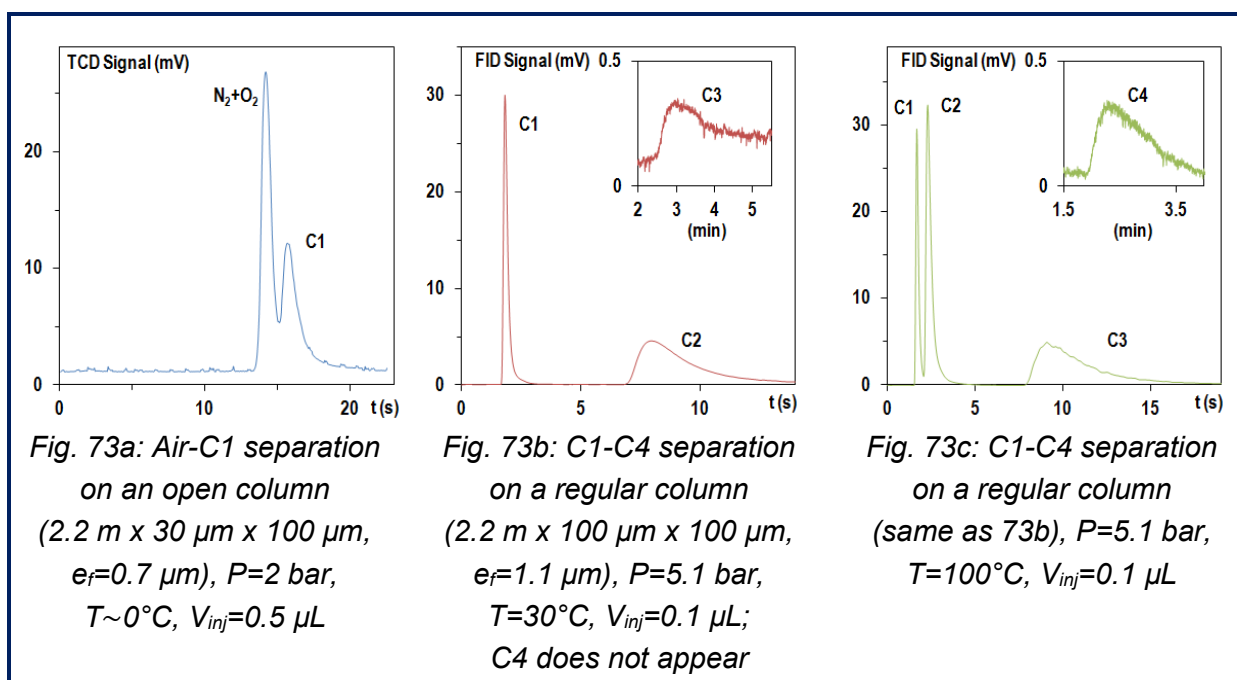 TCD Signal (mV)
N₂+O₂
C1
20
10
0
0
10
20
t (s)
FID Signal (mV)
0.5
C3
0
2
3
4
5
(min)
30
C1
20
10
C2
0
0
5
10
t (s)
FID Signal (mV)
0.5
C4
0
1.5
3.5
(min)
30
C1
C2
20
10
C3
0
0
5
10
15
t (s)
Fig. 73a: Air-C1 separation
on an open column
(2.2 m x 30 µm x 100 µm,
ef=0.7 µm), P=2 bar,
T~0°C, Vinj=0.5 µL
Fig. 73b: C1-C4 separation
on a regular column
(2.2 m x 100 µm x 100 µm,
ef=1.1 µm), P=5.1 bar,
T=30°C, Vinj=0.1 µL;
C4 does not appear
Fig. 73c: C1-C4 separation
on a regular column
(same as 73b), P=5.1 bar,
T=100°C, Vinj=0.1 µL